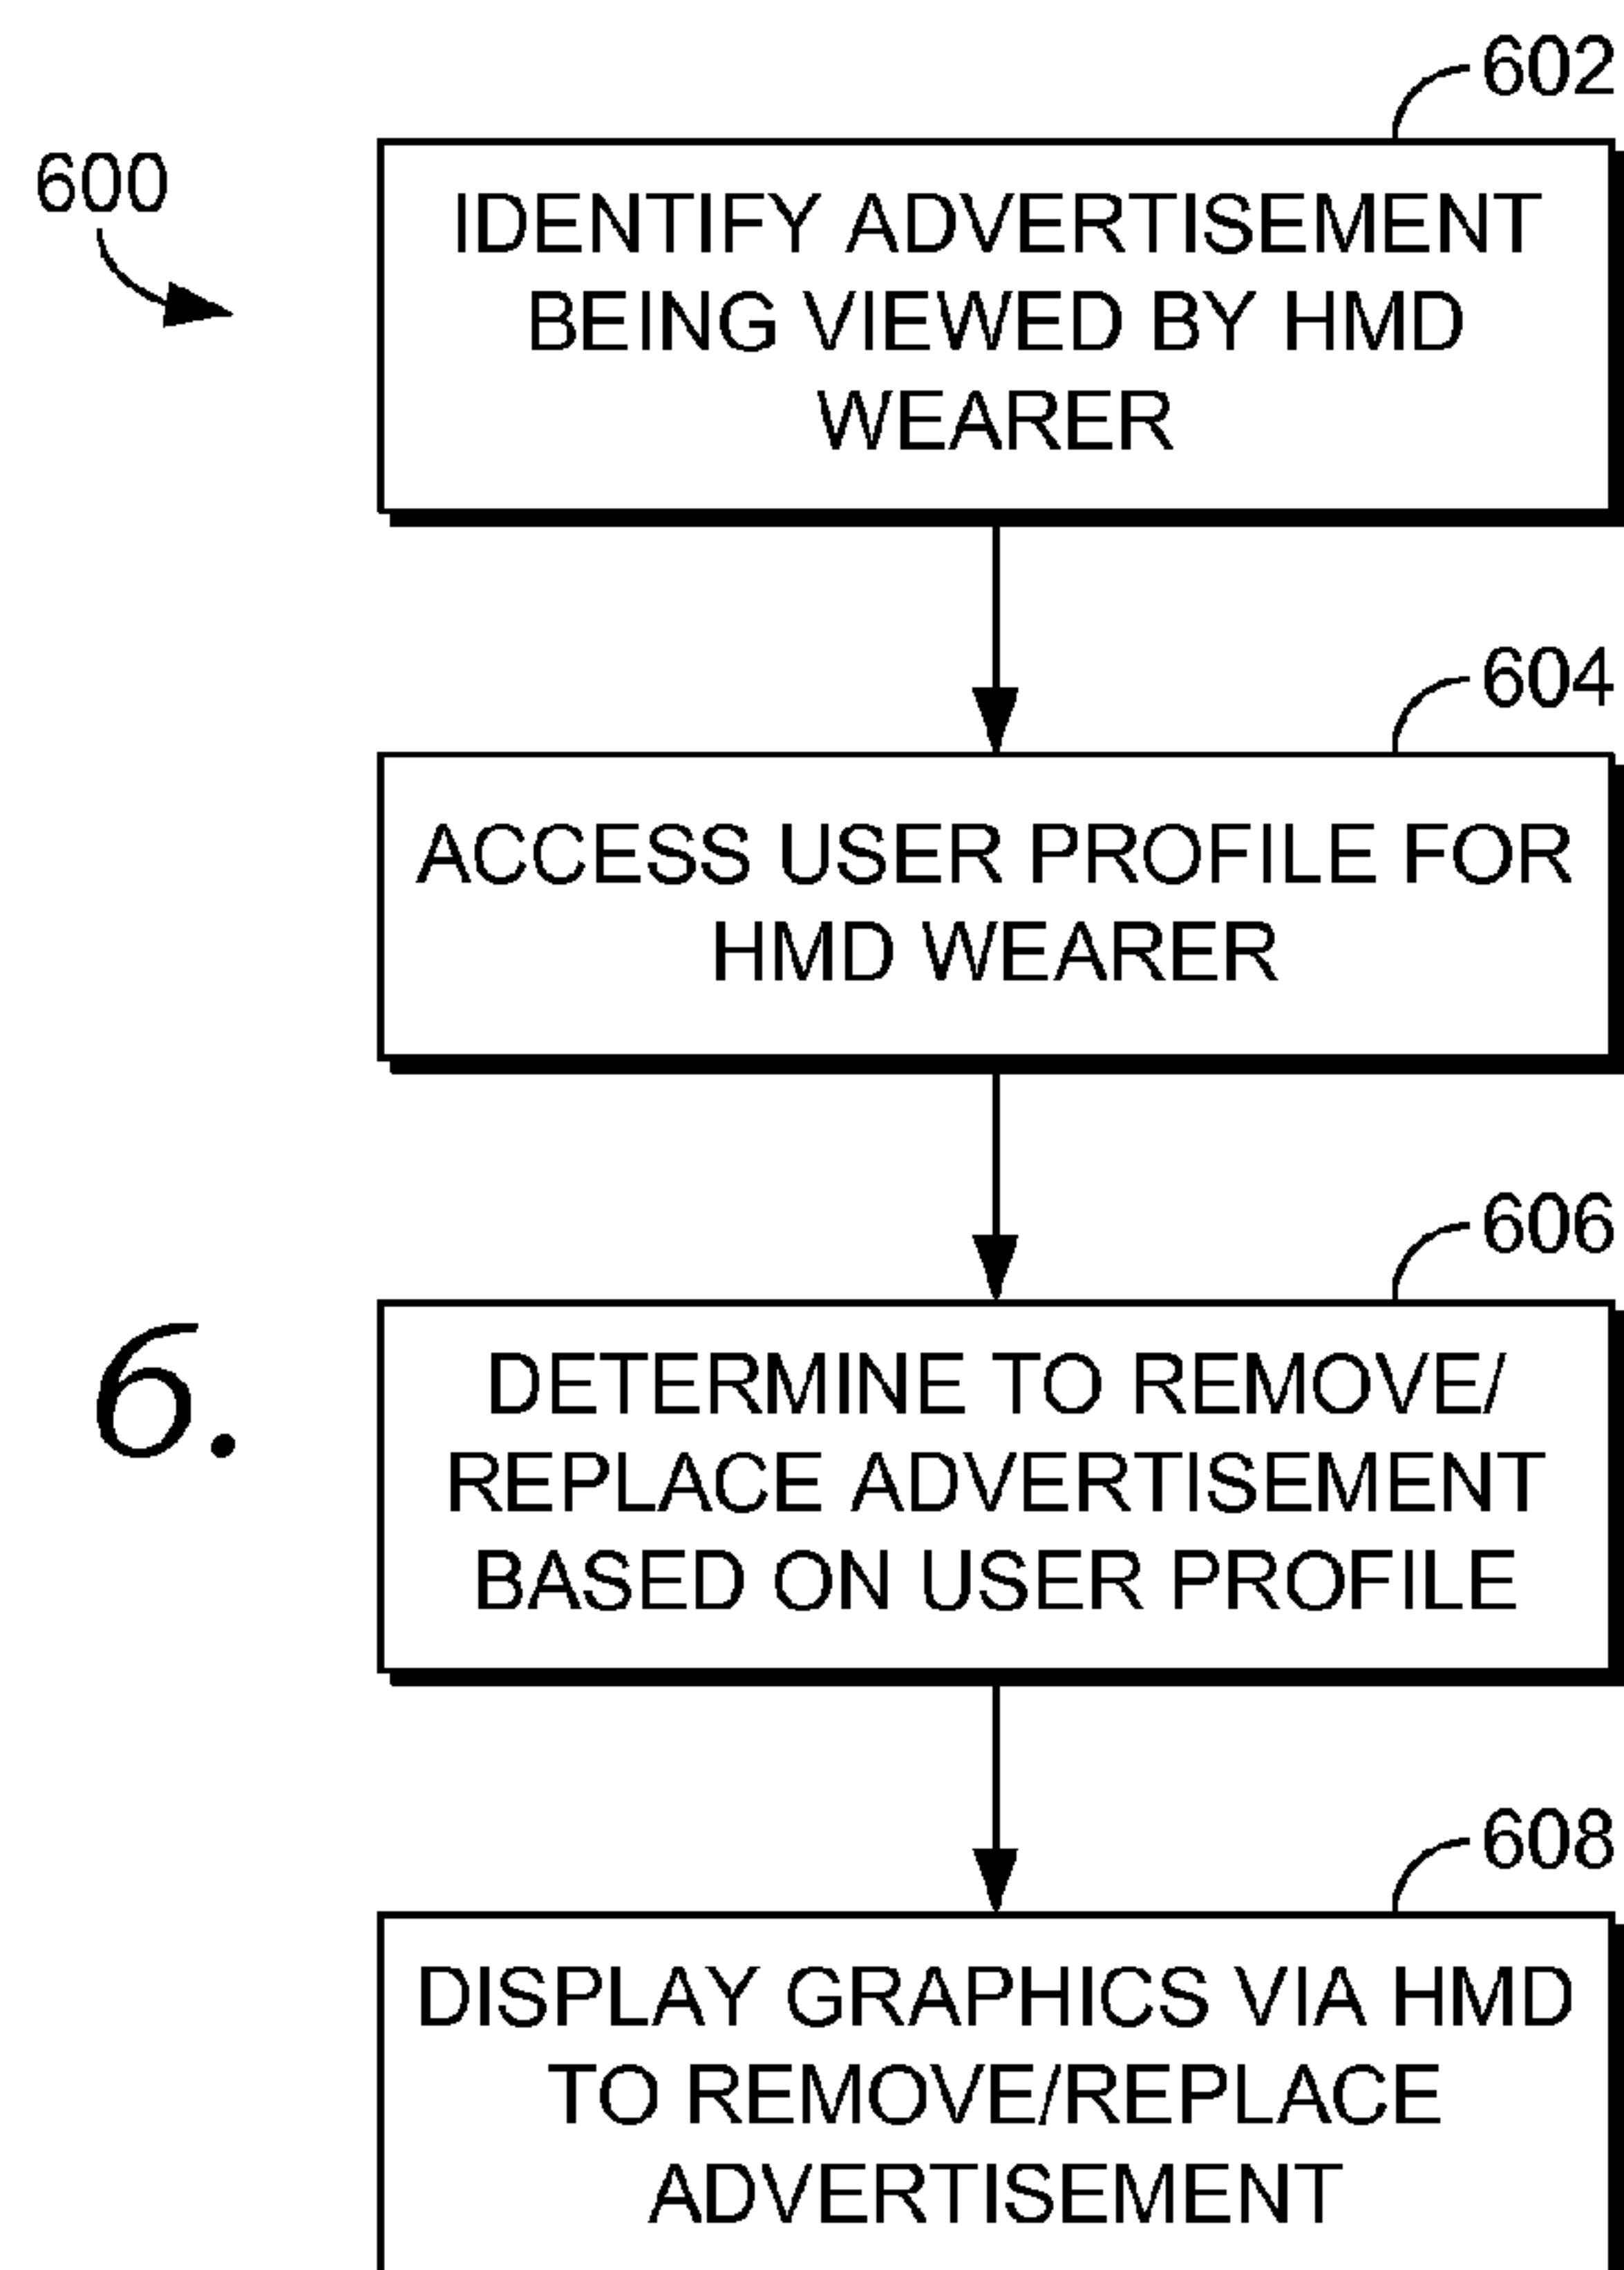 602
600
IDENTIFY ADVERTISEMENT
BEING VIEWED BY HMD
WEARER
604
ACCESS USER PROFILE FOR
HMD WEARER
606
6.
DETERMINE TO REMOVE/
REPLACE ADVERTISEMENT
BASED ON USER PROFILE
608
DISPLAY GRAPHICS VIA HMD
TO REMOVE/REPLACE
ADVERTISEMENT